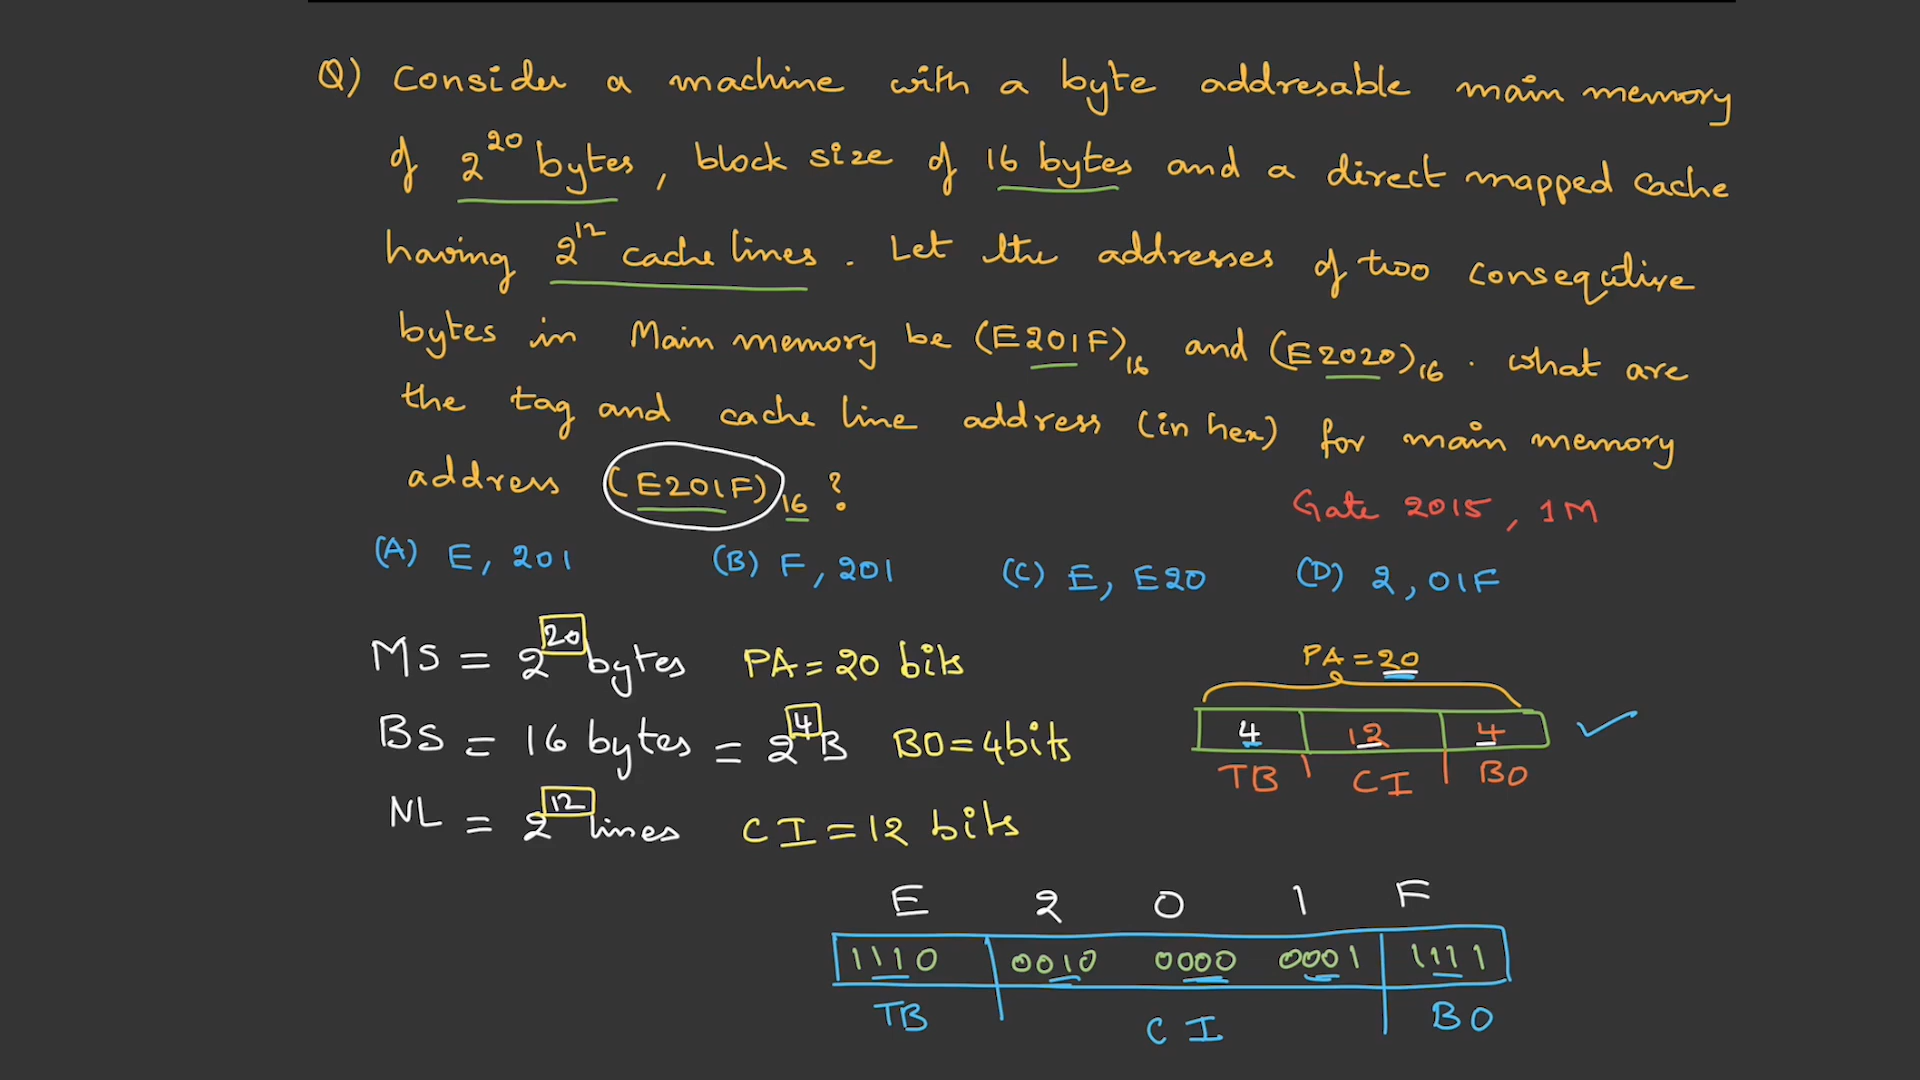 Q) Consider a machine with a byte addresable main memory
of 2^20 bytes, block size of 16 bytes and a direct mapped cache
having 2^12 cache lines. Let the addresses of two consequtive
bytes in Main memory be (E201F)16 and (E2020)16. what are
the tag and cache line address (in hex) for main memory
address (E201F)16?
Gate 2015, 1M
(A) E, 201 (B) F, 201 (C) E, E20 (D) 2, 01F
MS = 2^20 bytes PA = 20 bits
BS = 16 bytes = 2^4 B BO = 4 bits
NL = 2^12 lines CI = 12 bits
PA = 20
4 12 4
TB CI BO
E 2 0 1 F
1110 0010 0000 0001 1111
TB CI BO